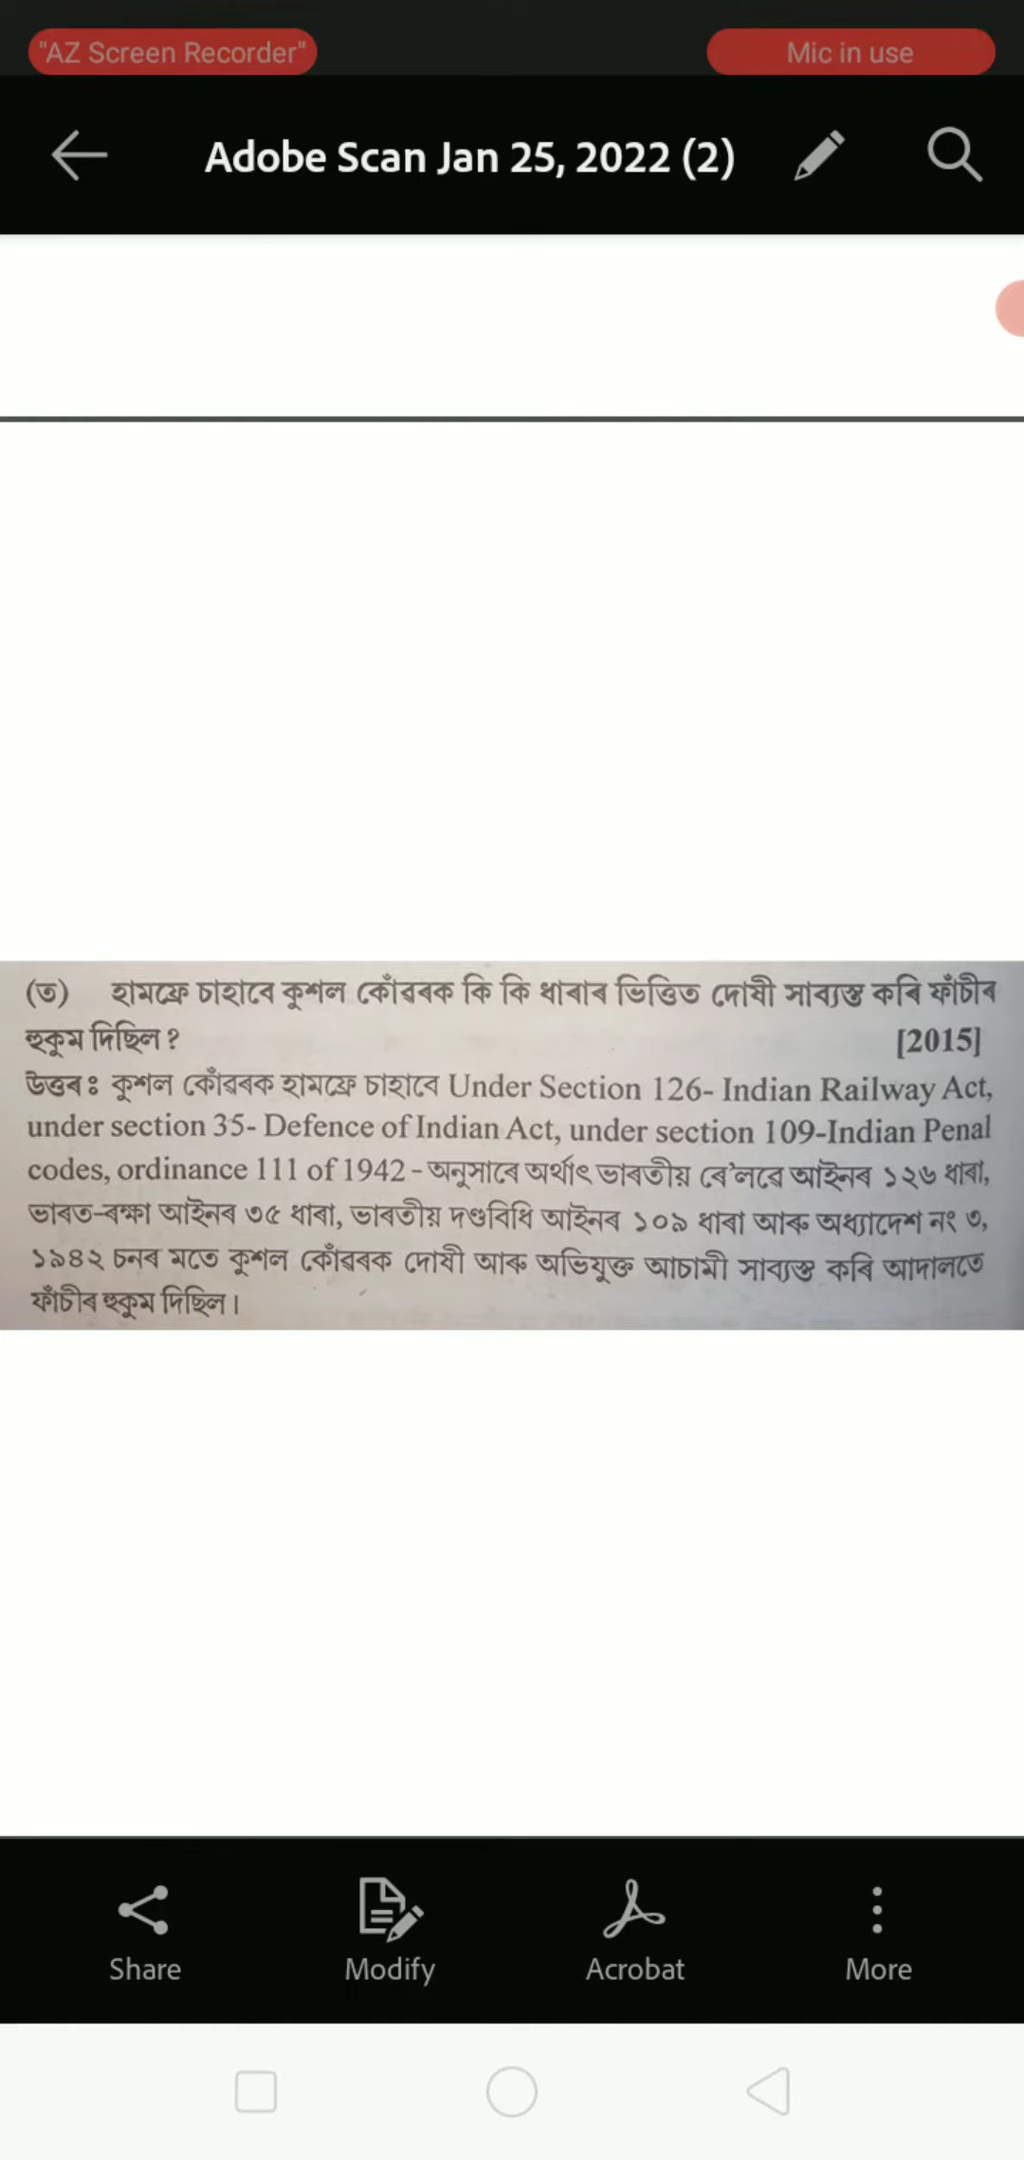 "AZ Screen Recorder"
Mic in use
Adobe Scan Jan 25, 2022 (2)
(ত) হামফ্ৰে চাহাবে কুশল কোঁৱৰক কি কি ধাৰাৰ ভিত্তিত দোষী সাব্যস্ত কৰি ফাঁচীৰ
হুকুম দিছিল ? [2015]
উত্তৰঃ কুশল কোঁৱৰক হামফ্ৰে চাহাবে Under Section 126- Indian Railway Act,
under section 35- Defence of Indian Act, under section 109-Indian Penal
codes, ordinance 111 of 1942 - অনুসাৰে অৰ্থাৎ ভাৰতীয় ৰে'লৱে আইনৰ ১২৬ ধাৰা,
ভাৰত-ৰক্ষা আইনৰ ৩৫ ধাৰা, ভাৰতীয় দণ্ডবিধি আইনৰ ১০৯ ধাৰা আৰু অধ্যাদেশ নং ৩,
১৯৪২ চনৰ মতে কুশল কোঁৱৰক দোষী আৰু অভিযুক্ত আচামী সাব্যস্ত কৰি আদালতে
ফাঁচীৰ হুকুম দিছিল।
Share
Modify
Acrobat
More